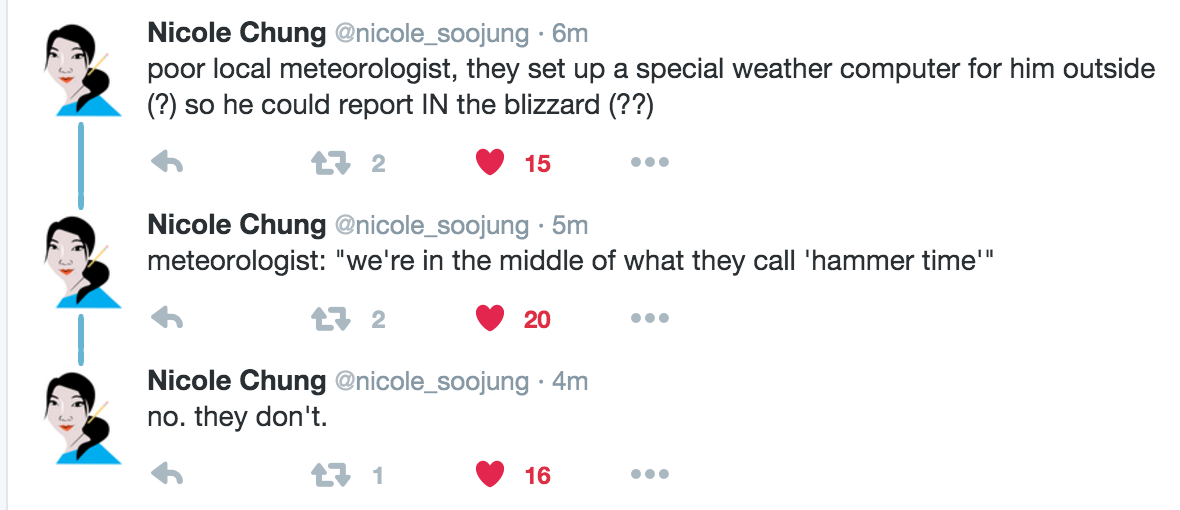 Nicole Chung @nicole_soojung · 6m
poor local meteorologist, they set up a special weather computer for him outside
(?) so he could report IN the blizzard (??)
2 15
Nicole Chung @nicole_soojung · 5m
meteorologist: "we're in the middle of what they call 'hammer time'"
2 20
Nicole Chung @nicole_soojung · 4m
no. they don't.
1 16